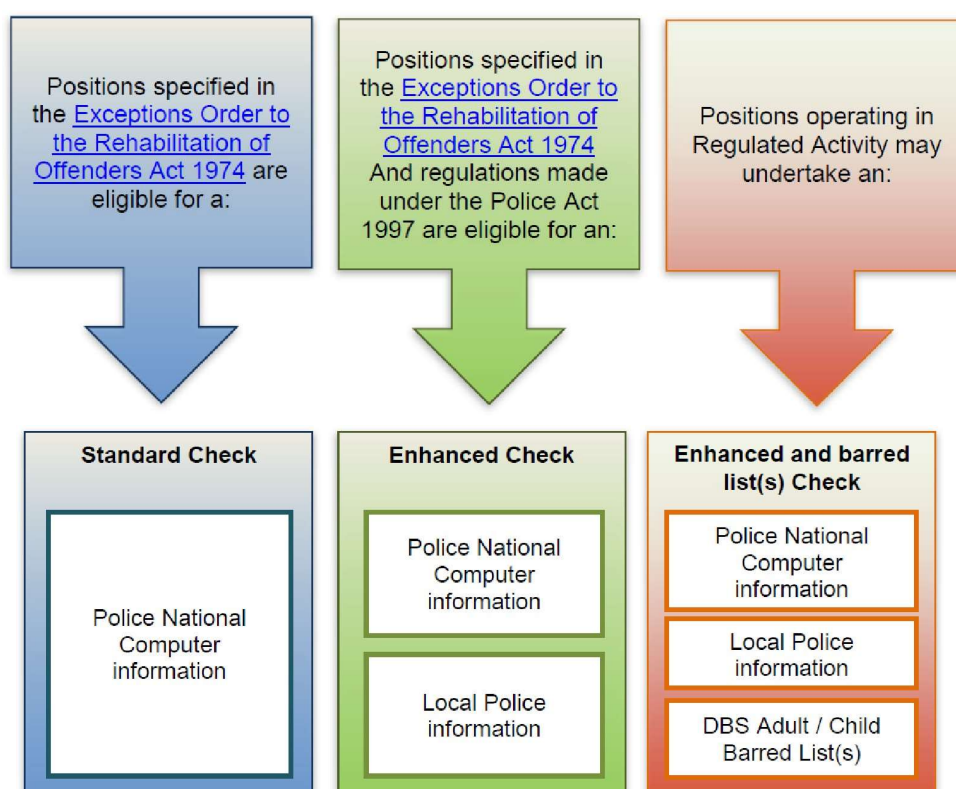 Positions specified in
the Exceptions Order to
the Rehabilitation of
Offenders Act 1974 are
eligible for a:
Positions specified in
the Exceptions Order to
the Rehabilitation of
Offenders Act 1974
And regulations made
under the Police Act
1997 are eligible for an:
Positions operating in
Regulated Activity may
undertake an:
Standard Check
Police National
Computer
information
Enhanced Check
Police National
Computer
information
Local Police
information
Enhanced and barred
list(s) Check
Police National
Computer
information
Local Police
information
DBS Adult / Child
Barred List(s)